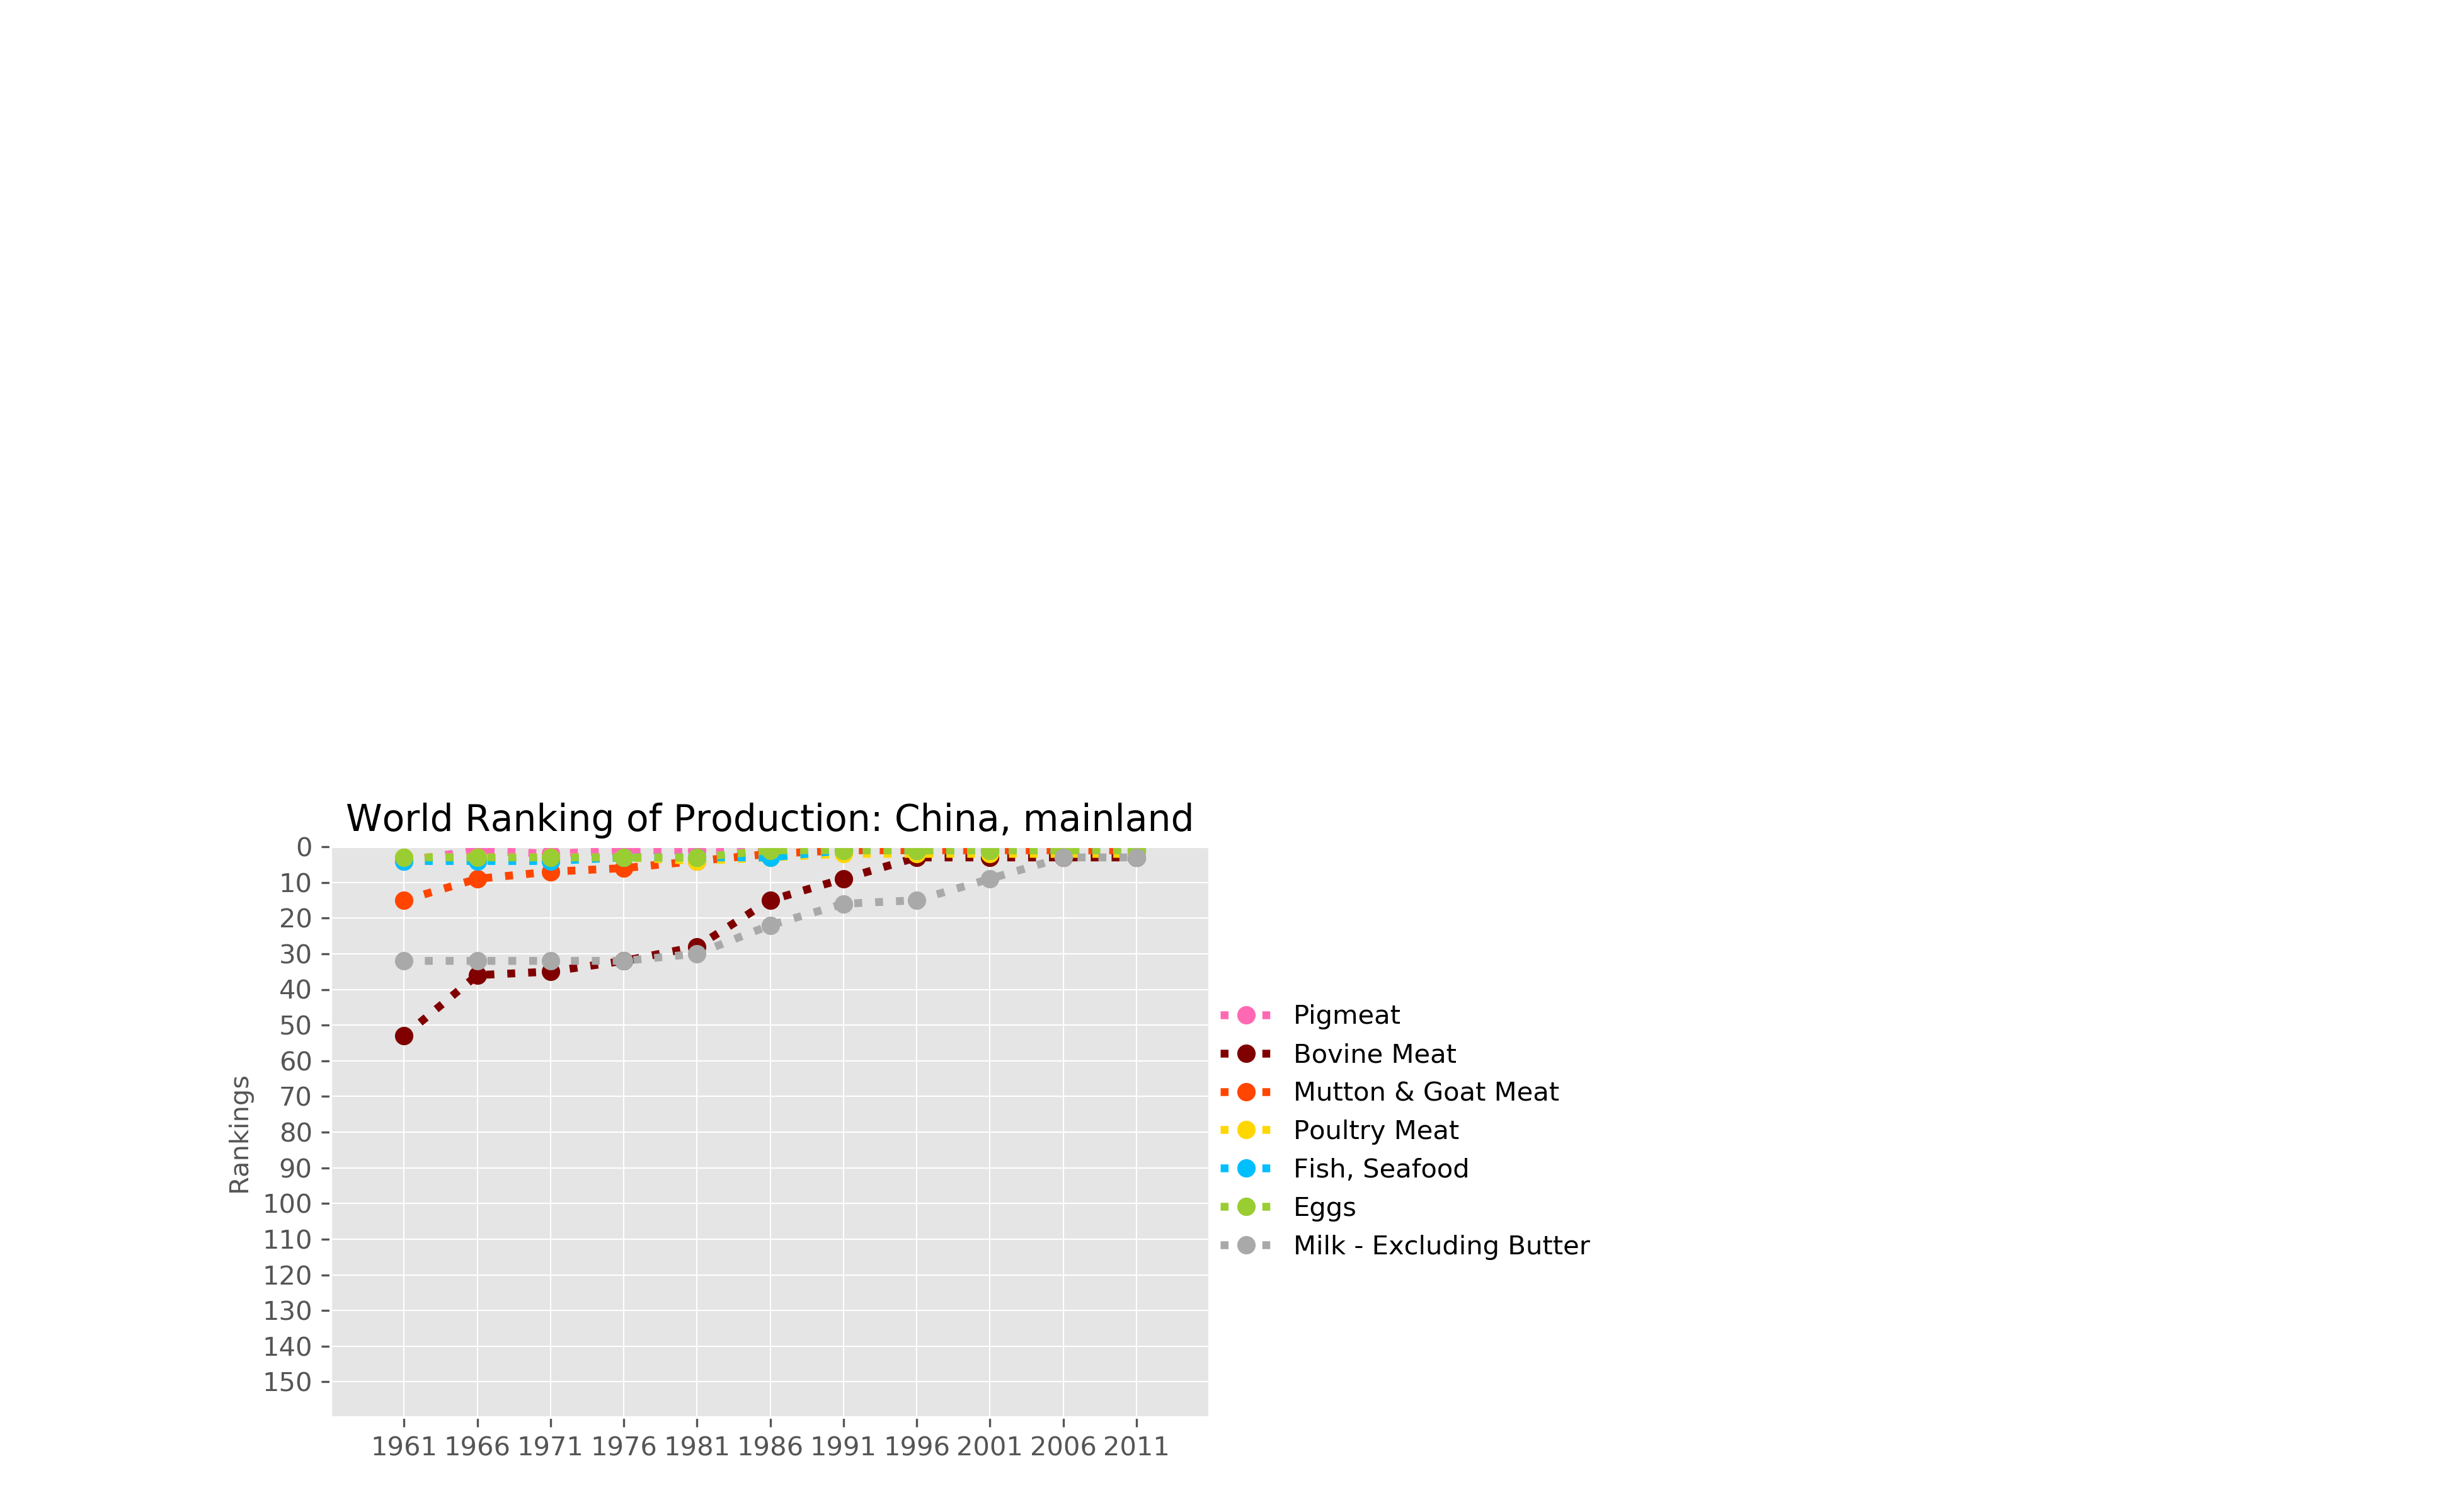 World Ranking of Production: China, mainland
0
10
20
30
40
50
60
70
80
90
100
110
120
130
140
150
Rankings
1961 1966 1971 1976 1981 1986 1991 1996 2001 2006 2011
Pigmeat
Bovine Meat
Mutton & Goat Meat
Poultry Meat
Fish, Seafood
Eggs
Milk - Excluding Butter